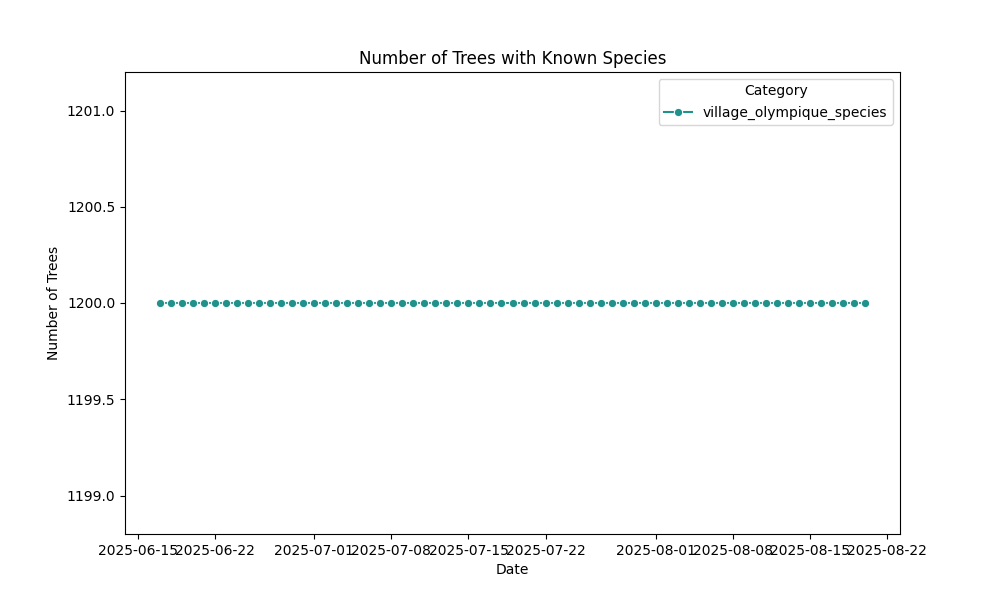 Number of Trees with Known Species
Category
village_olympique_species
Number of Trees
1201.0
1200.5
1200.0
1199.5
1199.0
2025-06-15 2025-06-22 2025-07-01 2025-07-08 2025-07-15 2025-07-22 2025-08-01 2025-08-08 2025-08-15 2025-08-22
Date